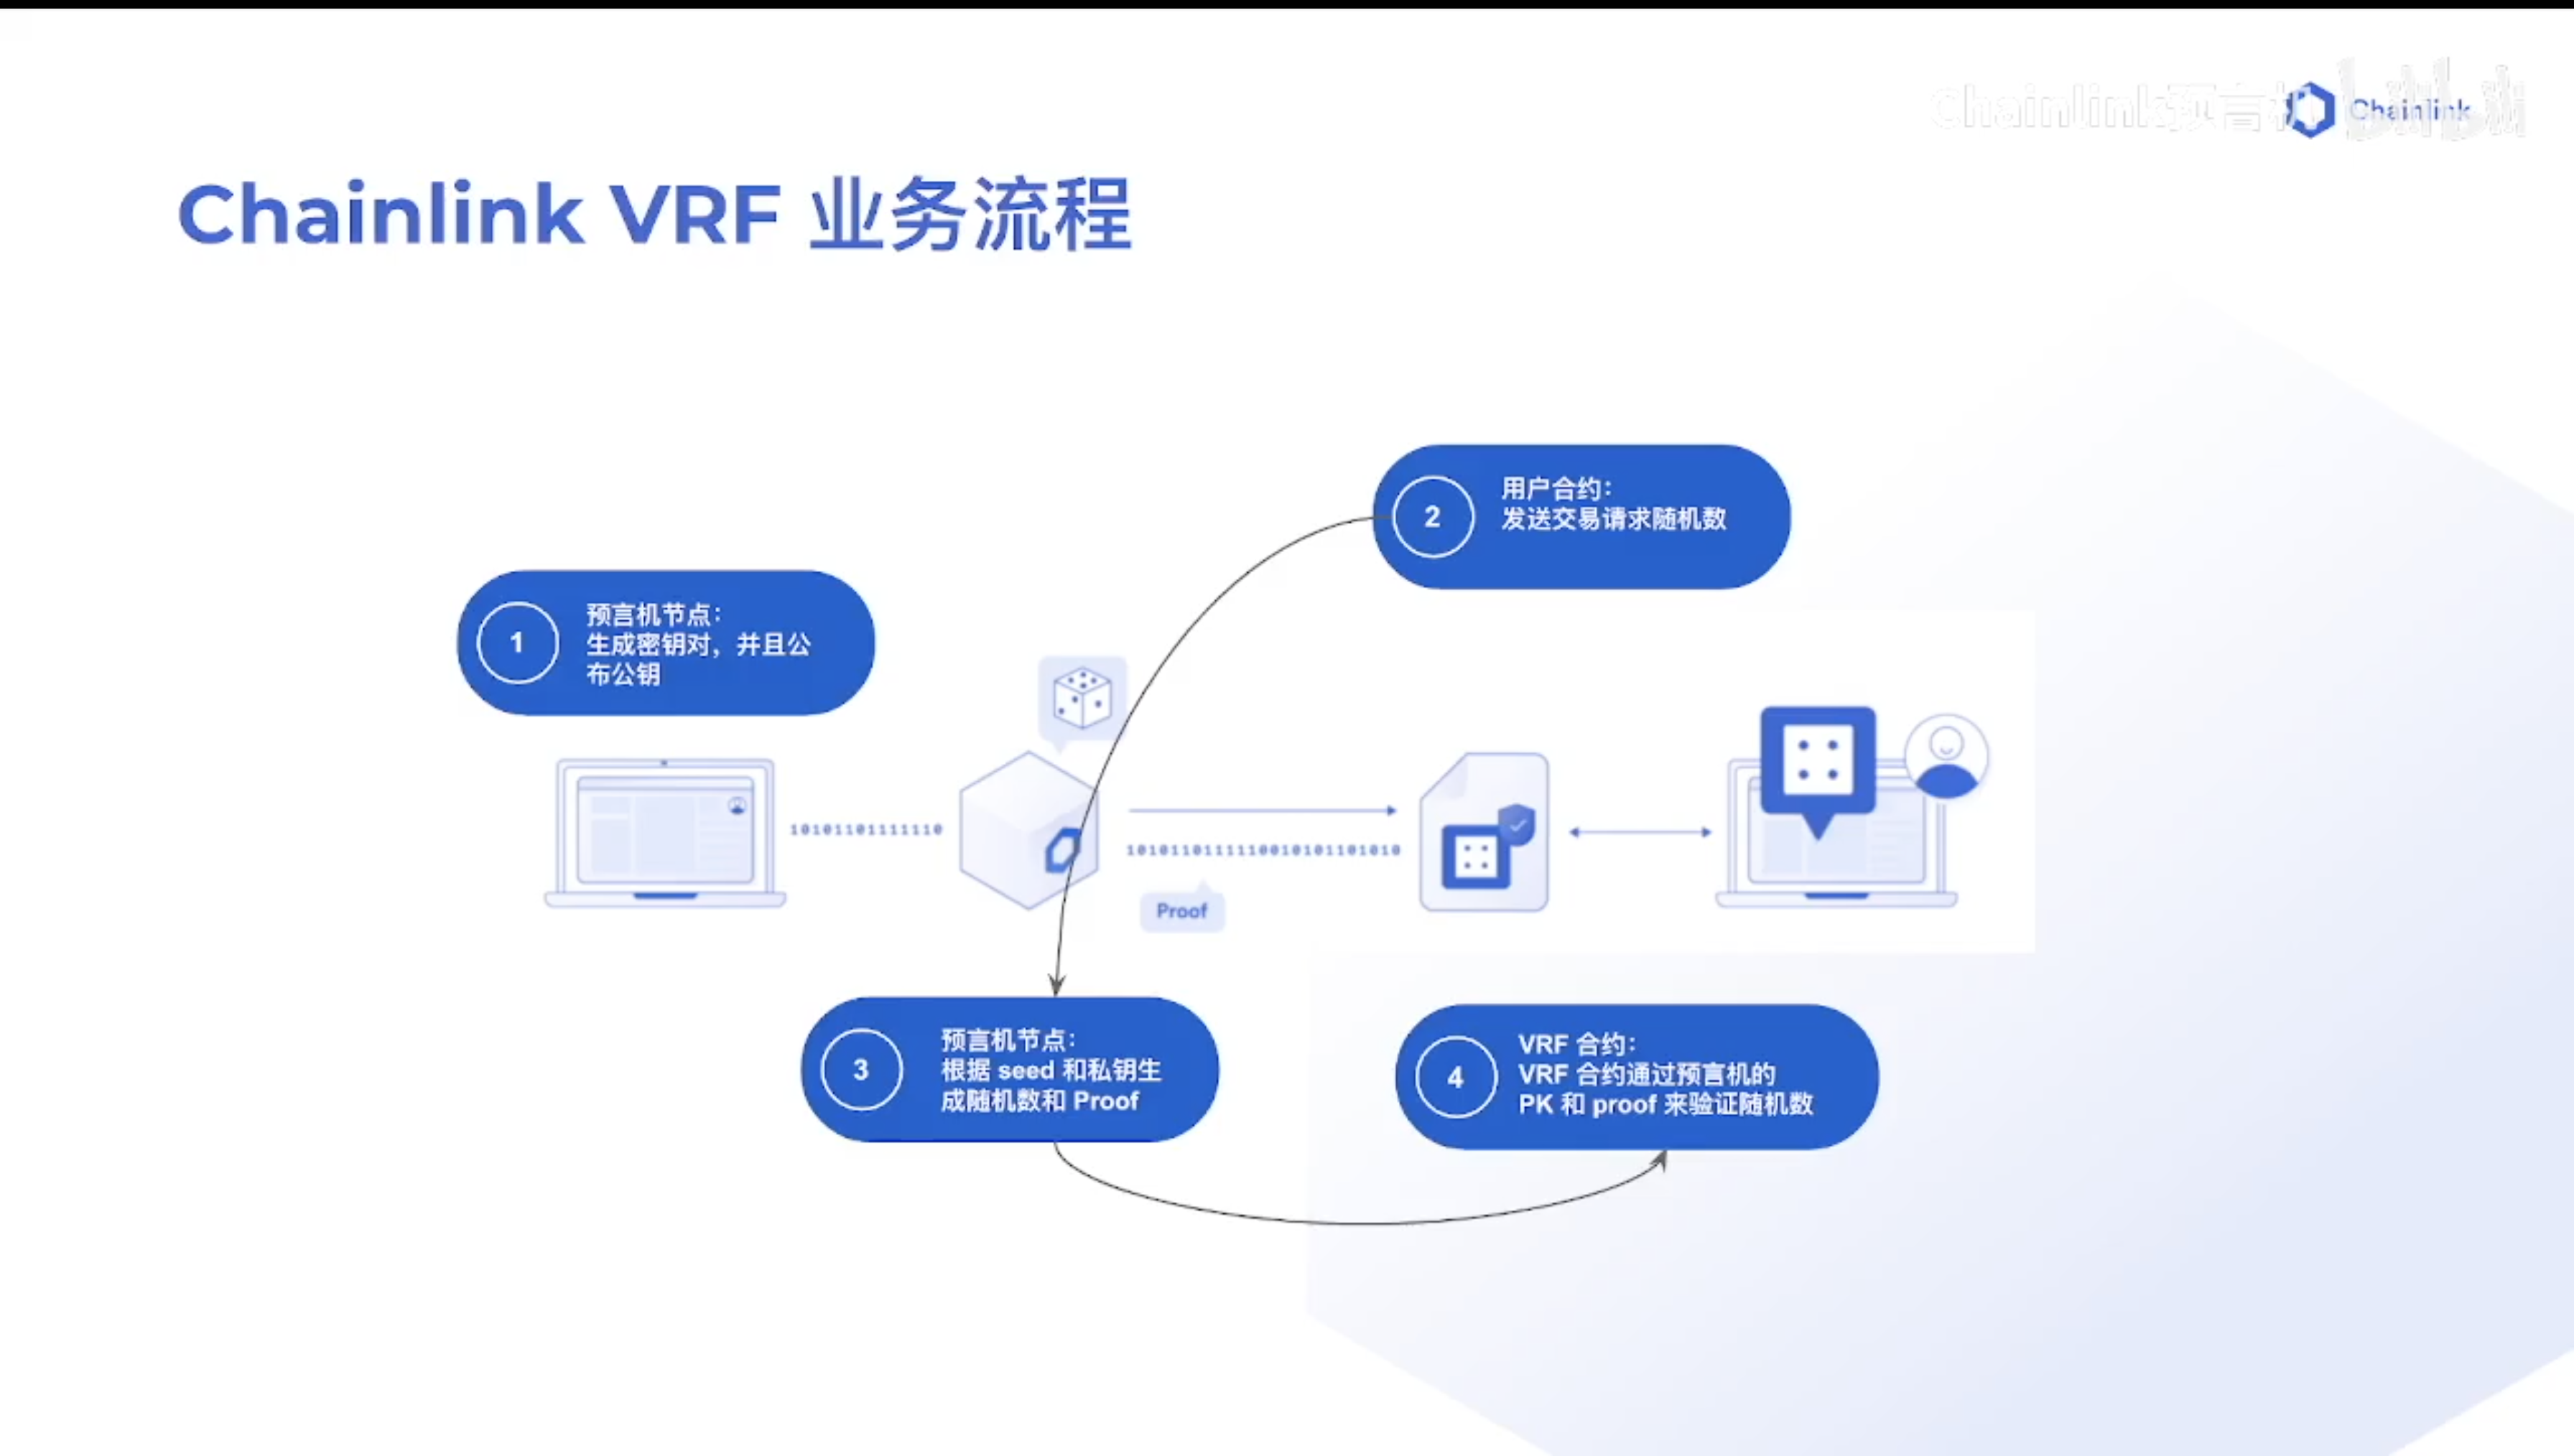 Chainlink预言机
Chainlink
bilibili
Chainlink VRF 业务流程
1
预言机节点：
生成密钥对，并且公
布公钥
2
用户合约：
发送交易请求随机数
10101101111110
Proof
3
预言机节点：
根据 seed 和私钥生
成随机数和 Proof
4
VRF 合约：
VRF 合约通过预言机的
PK 和 proof 来验证随机数